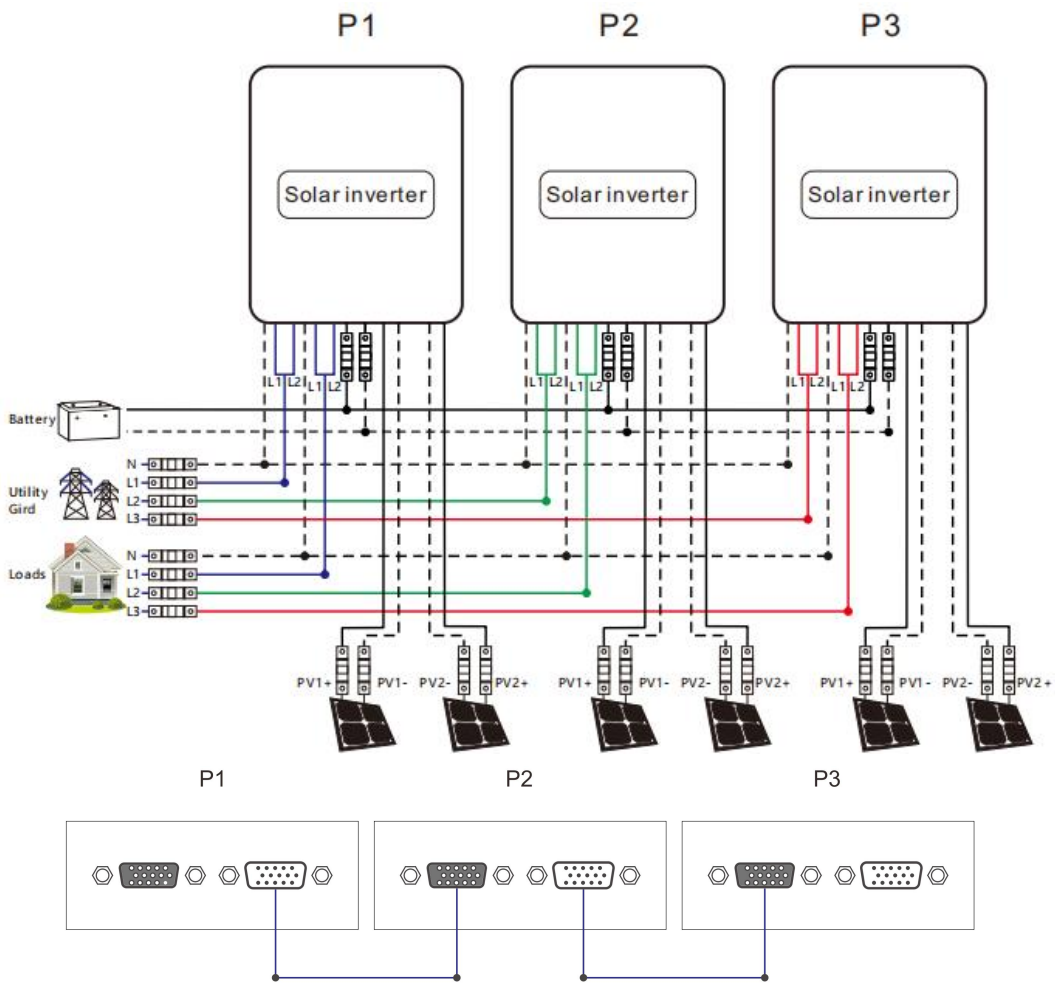 P1 P2 P3
Solar inverter Solar inverter Solar inverter
L1 L2 L1 L2 L1 L2 L1 L2 L1 L2 L1 L2
Battery
+ -
N
L1
Utility L2
Gird L3
N
Loads L1
L2
L3
PV1+ PV1- PV2- PV2+ PV1+ PV1- PV2- PV2+ PV1+ PV1- PV2- PV2+
P1 P2 P3